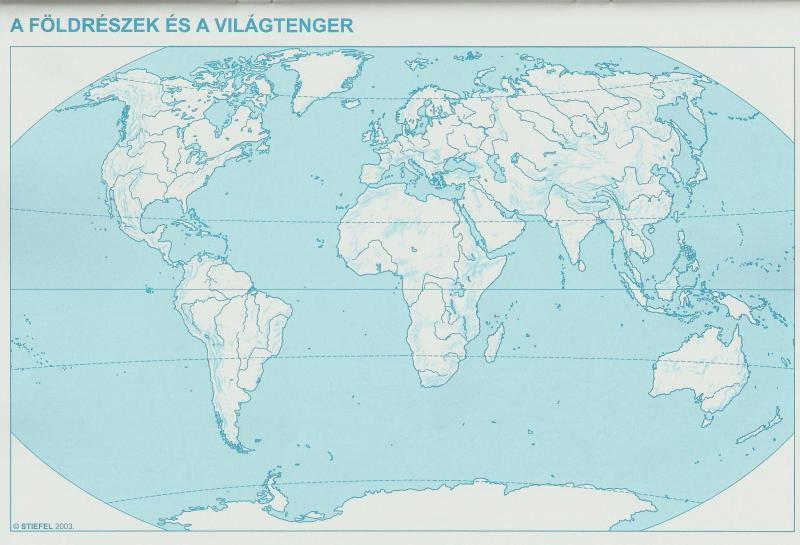 A FÖLDRÉSZEK ÉS A VILÁGTENGER
© STIEFEL 2003.